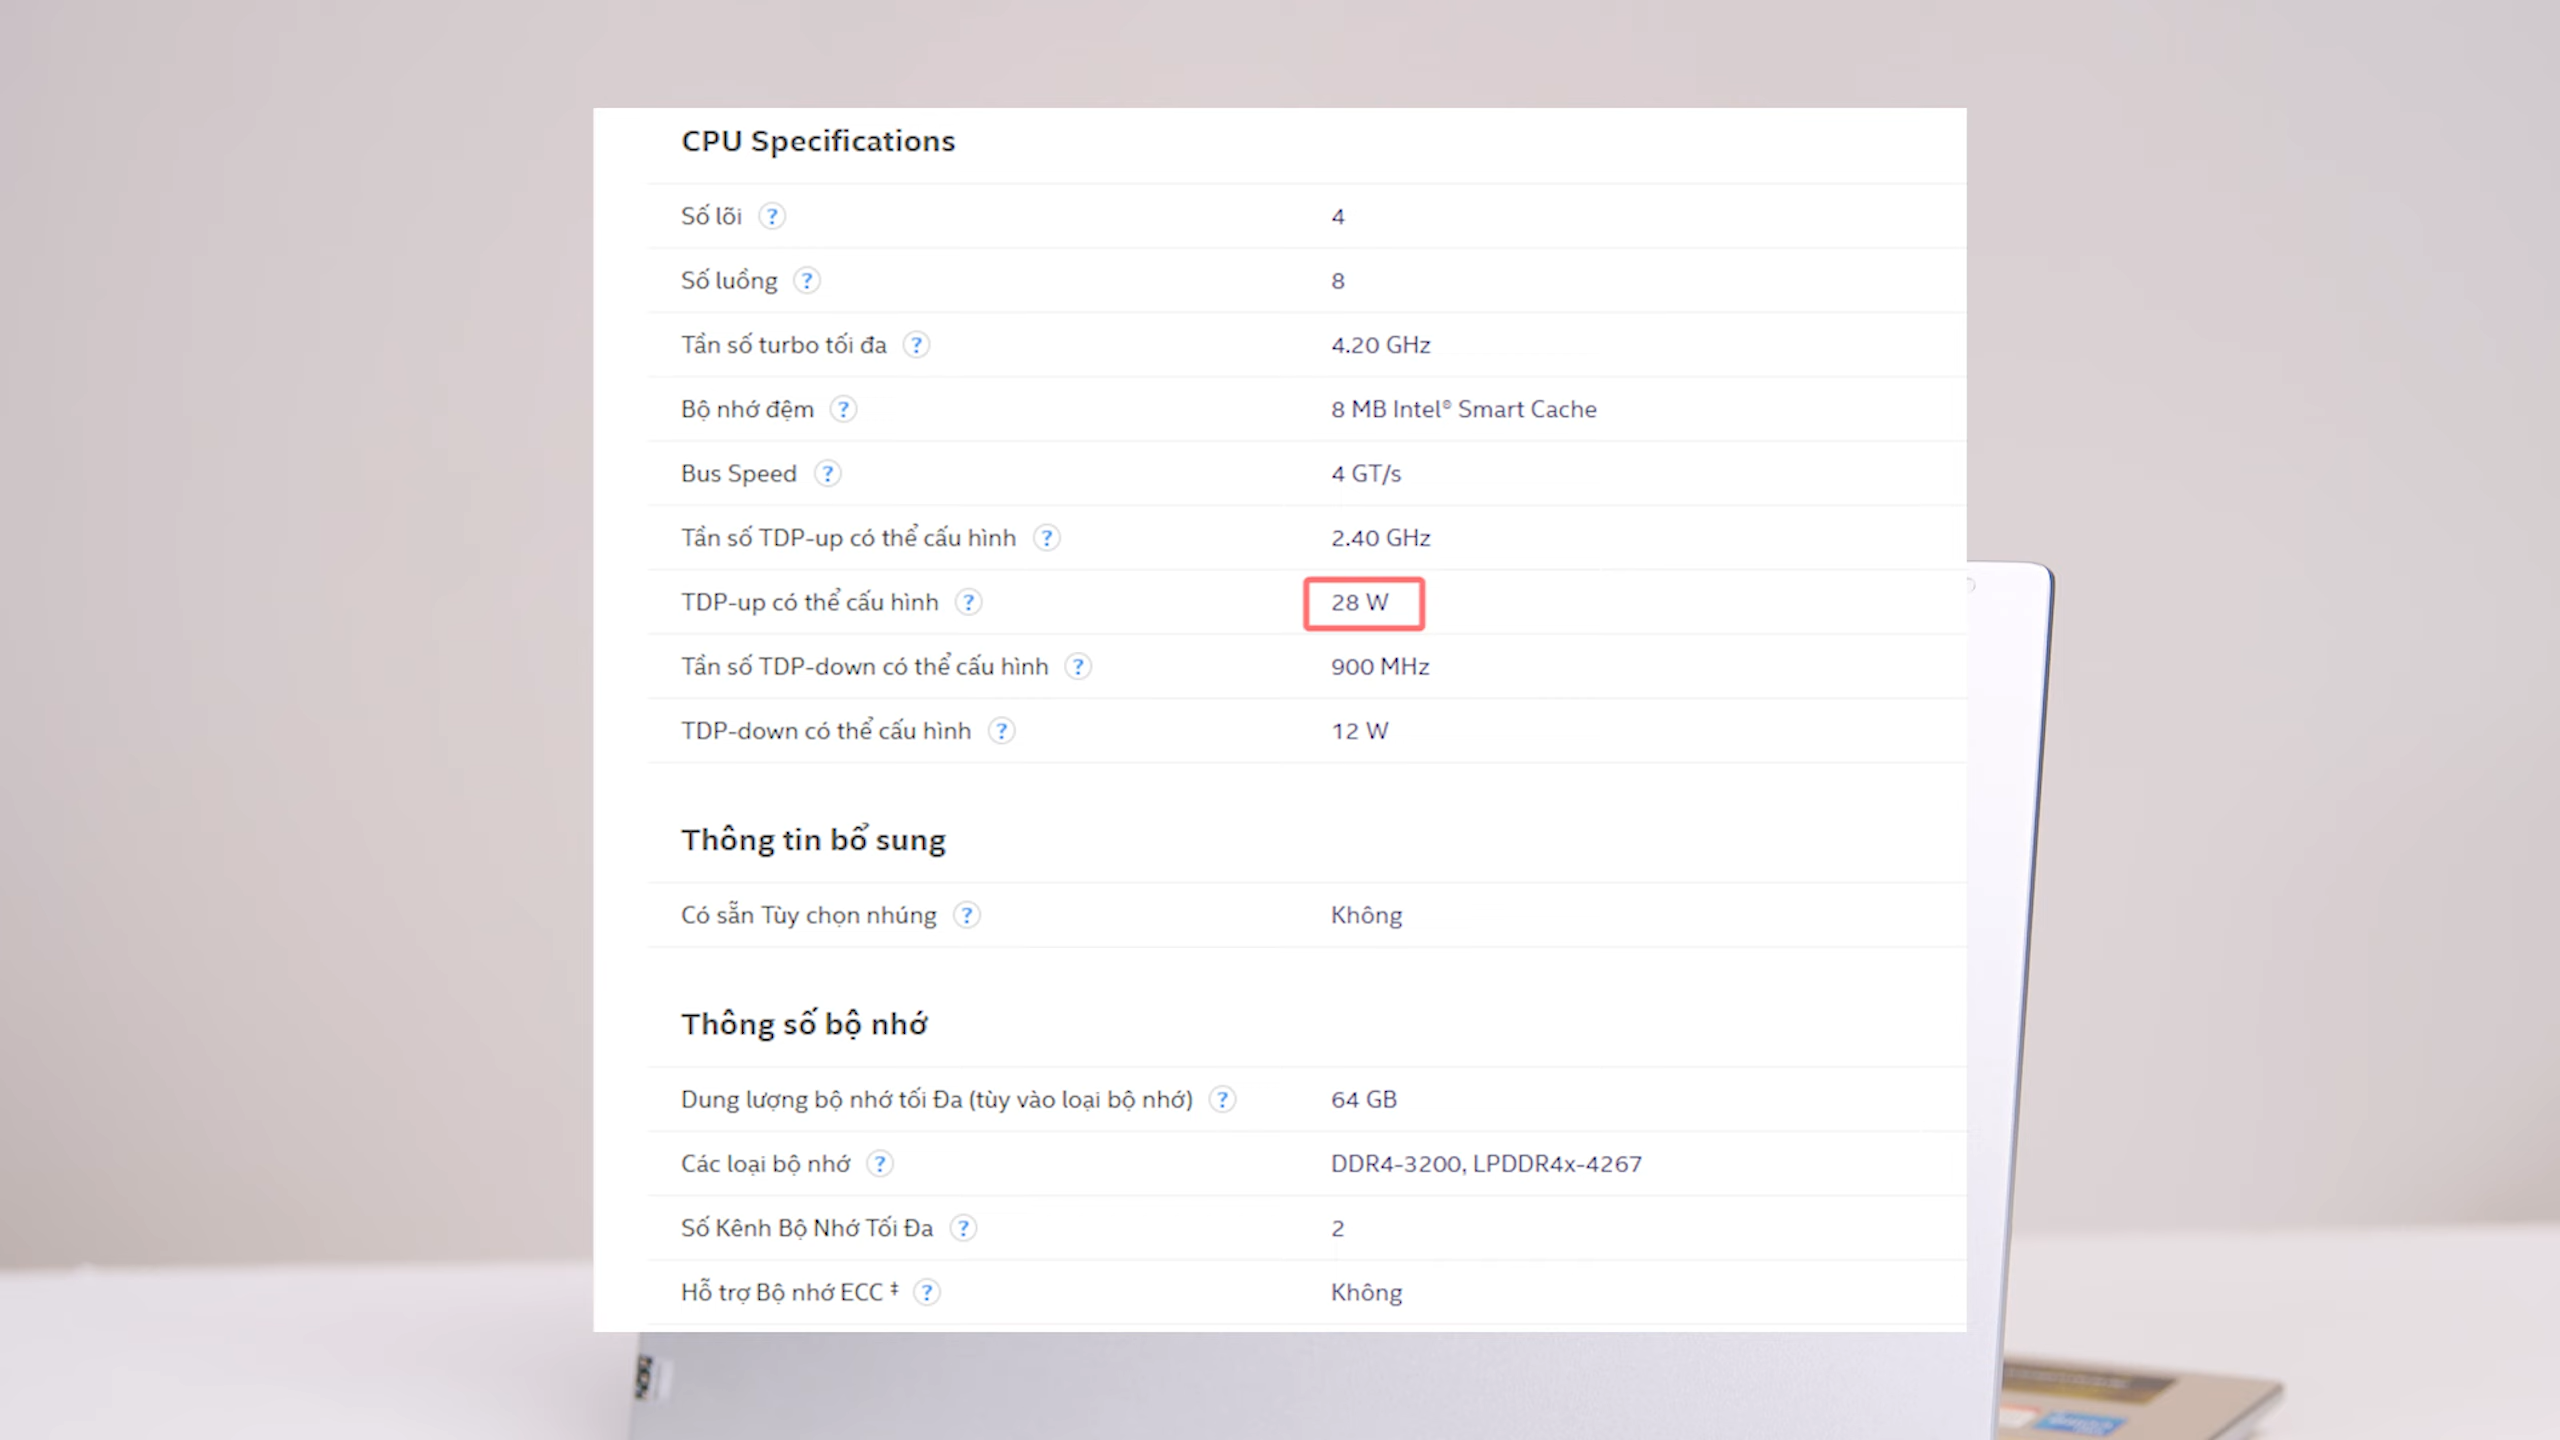 CPU Specifications
Số lõi ? 4
Số luồng ? 8
Tần số turbo tối đa ? 4.20 GHz
Bộ nhớ đệm ? 8 MB Intel® Smart Cache
Bus Speed ? 4 GT/s
Tần số TDP-up có thể cấu hình ? 2.40 GHz
TDP-up có thể cấu hình ? 28 W
Tần số TDP-down có thể cấu hình ? 900 MHz
TDP-down có thể cấu hình ? 12 W
Thông tin bổ sung
Có sẵn Tùy chọn nhúng ? Không
Thông số bộ nhớ
Dung lượng bộ nhớ tối Đa (tùy vào loại bộ nhớ) ? 64 GB
Các loại bộ nhớ ? DDR4-3200, LPDDR4x-4267
Số Kênh Bộ Nhớ Tối Đa ? 2
Hỗ trợ Bộ nhớ ECC ‡ ? Không